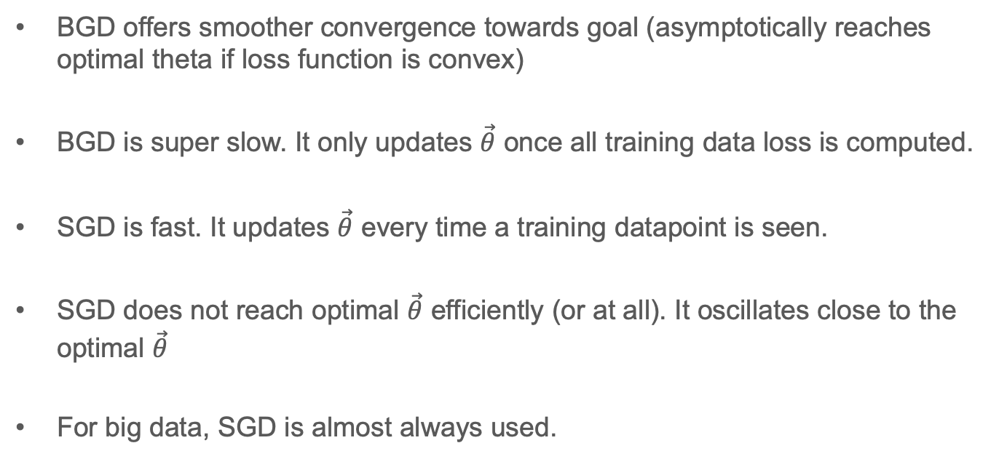 • BGD offers smoother convergence towards goal (asymptotically reaches
optimal theta if loss function is convex)
• BGD is super slow. It only updates $\vec{\theta}$ once all training data loss is computed.
• SGD is fast. It updates $\vec{\theta}$ every time a training datapoint is seen.
• SGD does not reach optimal $\vec{\theta}$ efficiently (or at all). It oscillates close to the
optimal $\vec{\theta}$
• For big data, SGD is almost always used.